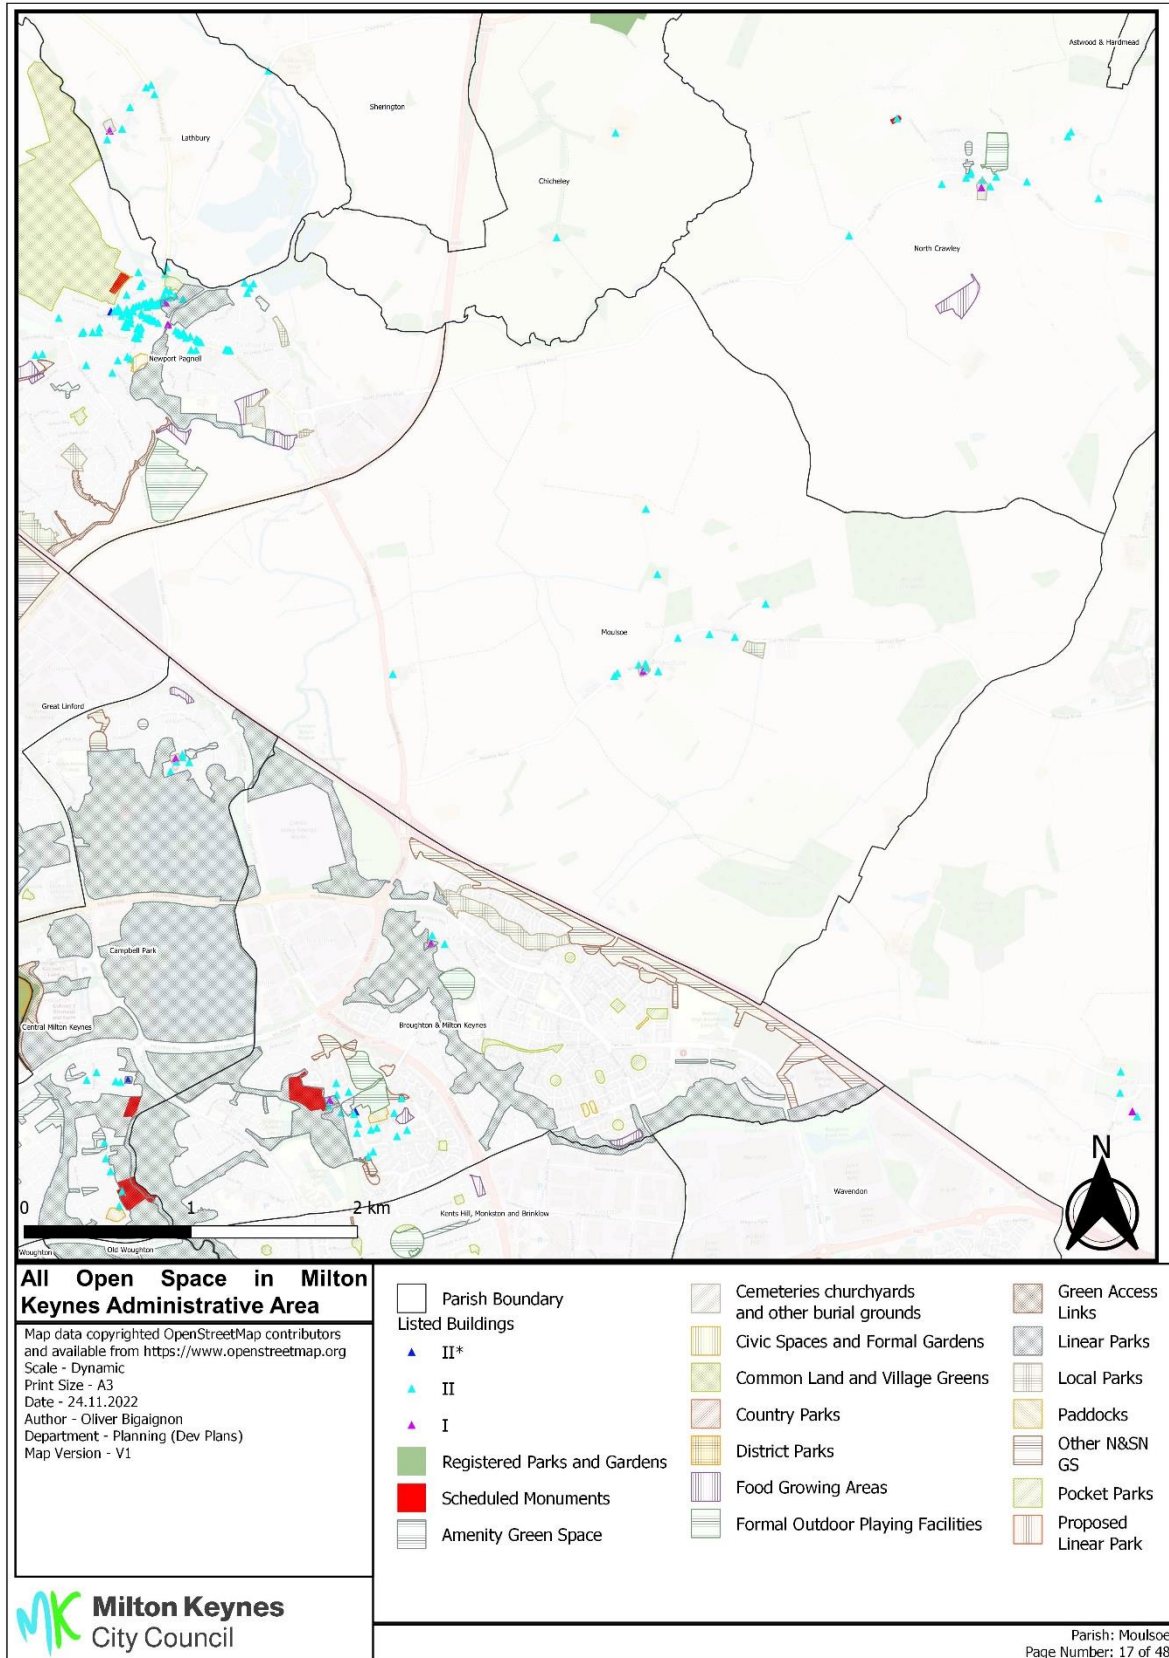 Astwood & Hardmead
Sherington
Lathbury
Chicheley
North Crawley
Newport Pagnell
Moulsoe
Great Linford
Campbell Park
Central Milton Keynes
Broughton & Milton Keynes
Wavendon
Kents Hill, Monkston and Brinklow
Old Woughton
Woughton
N
0 1 2 km
All Open Space in Milton
Keynes Administrative Area
Map data copyrighted OpenStreetMap contributors
and available from https://www.openstreetmap.org
Scale - Dynamic
Print Size - A3
Date - 24.11.2022
Author - Oliver Bigaignon
Department - Planning (Dev Plans)
Map Version - V1
MK Milton Keynes
City Council
Parish Boundary
Listed Buildings
II*
II
I
Registered Parks and Gardens
Scheduled Monuments
Amenity Green Space
Cemeteries churchyards
and other burial grounds
Civic Spaces and Formal Gardens
Common Land and Village Greens
Country Parks
District Parks
Food Growing Areas
Formal Outdoor Playing Facilities
Green Access
Links
Linear Parks
Local Parks
Paddocks
Other N&SN
GS
Pocket Parks
Proposed
Linear Park
Parish: Moulsoe
Page Number: 17 of 48